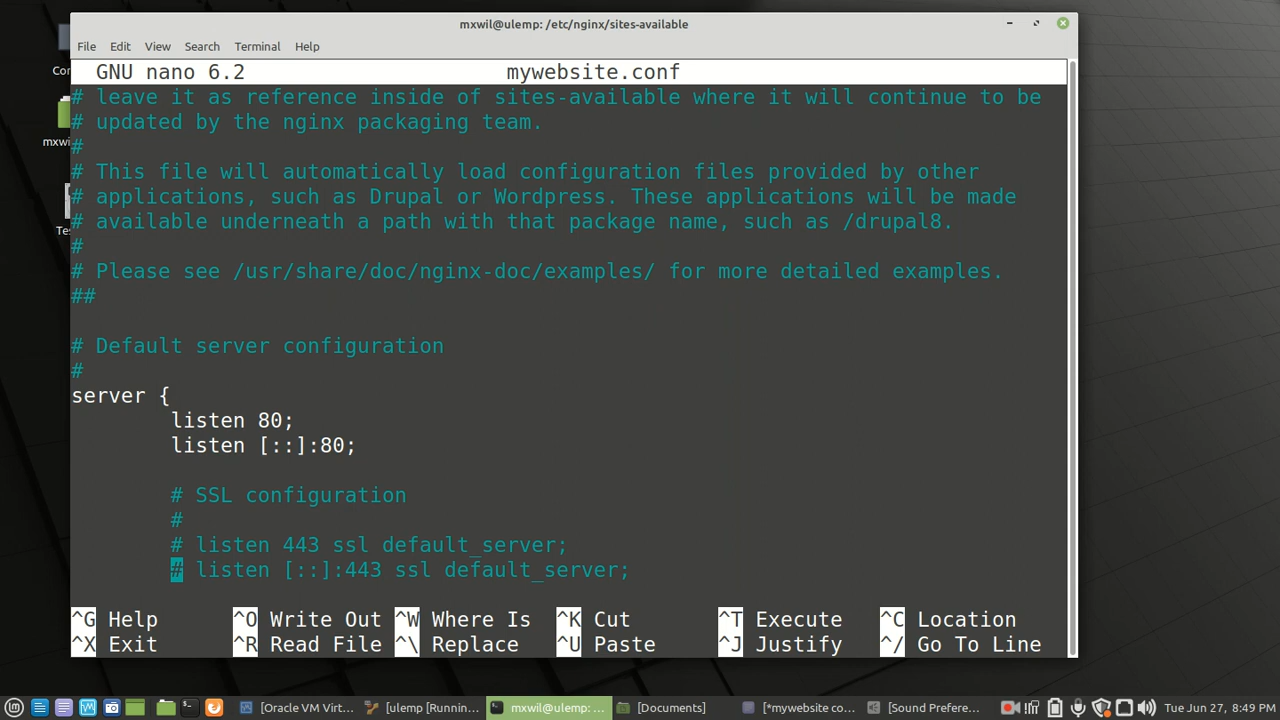 mxwil@ulemp: /etc/nginx/sites-available
File Edit View Search Terminal Help
GNU nano 6.2 mywebsite.conf
# leave it as reference inside of sites-available where it will continue to be
# updated by the nginx packaging team.
#
# This file will automatically load configuration files provided by other
# applications, such as Drupal or Wordpress. These applications will be made
# available underneath a path with that package name, such as /drupal8.
#
# Please see /usr/share/doc/nginx-doc/examples/ for more detailed examples.
##
# Default server configuration
#
server {
listen 80;
listen [::]:80;
# SSL configuration
#
# listen 443 ssl default_server;
# listen [::]:443 ssl default_server;
^G Help ^O Write Out ^W Where Is ^K Cut ^T Execute ^C Location
^X Exit ^R Read File ^\ Replace ^U Paste ^J Justify ^/ Go To Line
Con
mxwi
Te
[Oracle VM Virt... [ulemp [Runnin... mxwil@ulemp: ... [Documents] [*mywebsite co... [Sound Prefere... Tue Jun 27, 8:49 PM